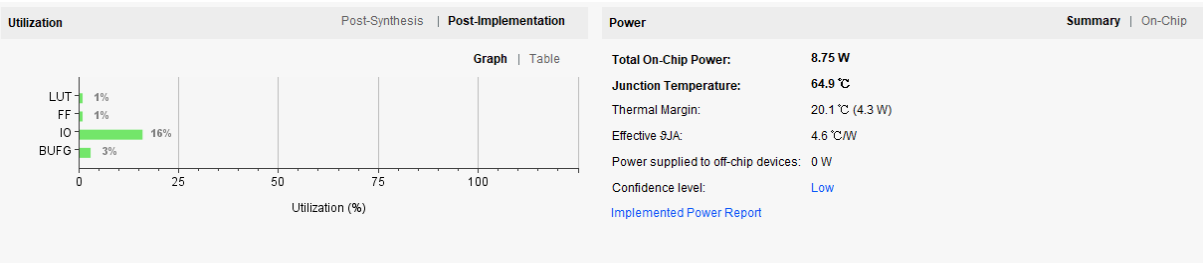 Utilization
Post-Synthesis | Post-Implementation
Graph | Table
LUT 1%
FF 1%
IO 16%
BUFG 3%
0 25 50 75 100
Utilization (%)
Power
Summary | On-Chip
Total On-Chip Power: 8.75 W
Junction Temperature: 64.9 °C
Thermal Margin: 20.1 °C (4.3 W)
Effective ϑJA: 4.6 °C/W
Power supplied to off-chip devices: 0 W
Confidence level: Low
Implemented Power Report